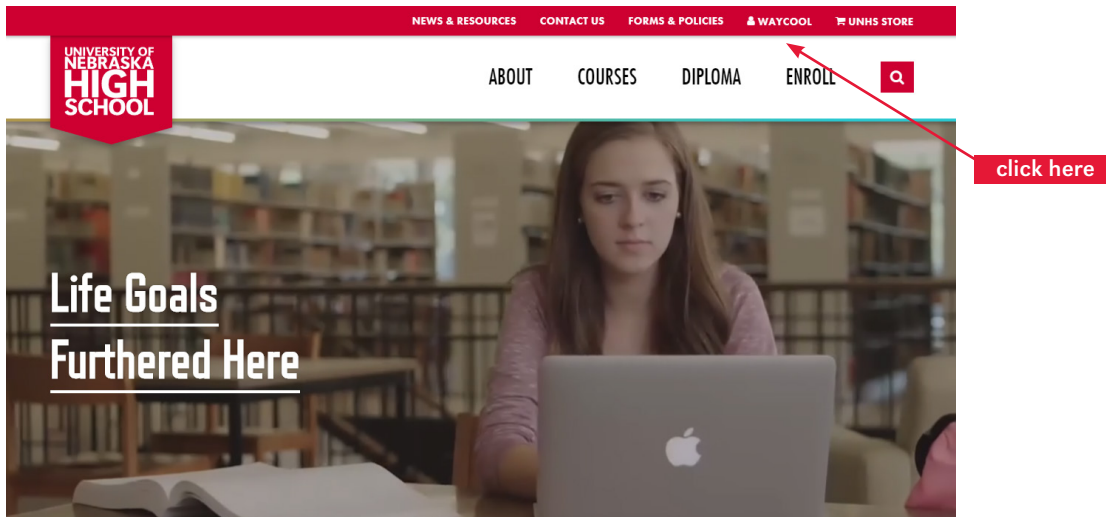 NEWS & RESOURCES CONTACT US FORMS & POLICIES WAYCOOL UNHS STORE
UNIVERSITY OF
NEBRASKA
HIGH
SCHOOL
ABOUT COURSES DIPLOMA ENROLL
click here
Life Goals
Furthered Here